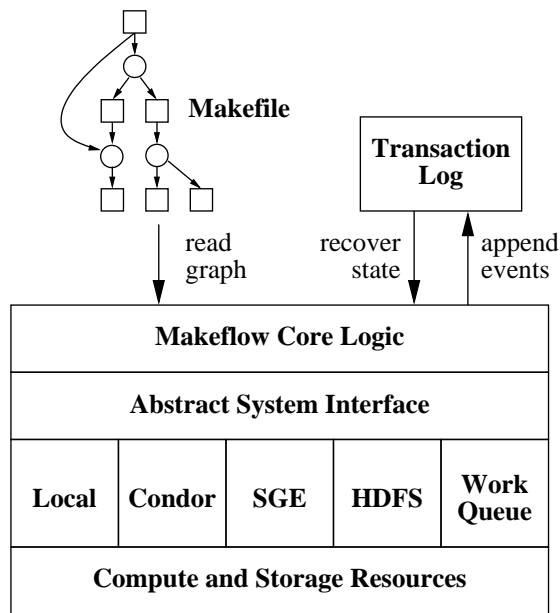 Makefile
Transaction
Log
read
graph
recover
state
append
events
Makeflow Core Logic
Abstract System Interface
Local
Condor
SGE
HDFS
Work
Queue
Compute and Storage Resources